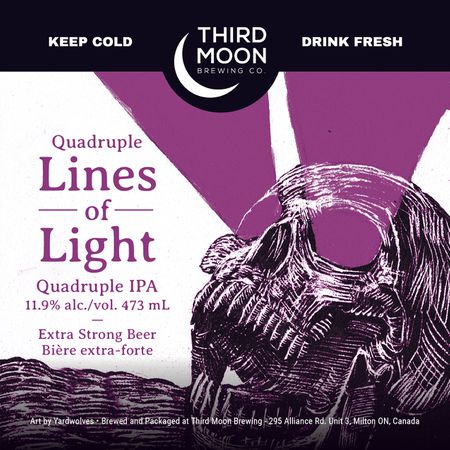 KEEP COLD
THIRD
MOON
BREWING CO.
DRINK FRESH
Quadruple
Lines
of
Light
Quadruple IPA
11.9% alc./vol. 473 mL
Extra Strong Beer
Bière extra-forte
Art by Yardwolves • Brewed and Packaged at Third Moon Brewing - 295 Alliance Rd. Unit 3, Milton ON, Canada